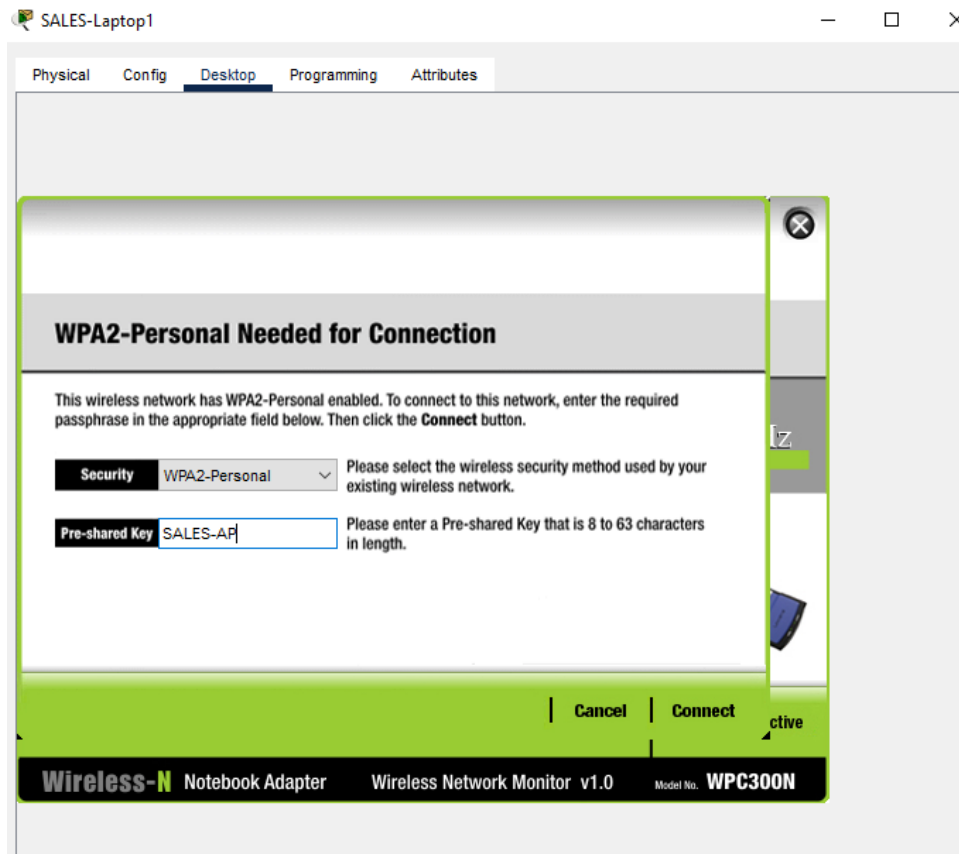 SALES-Laptop1
Physical Config Desktop Programming Attributes
WPA2-Personal Needed for Connection
This wireless network has WPA2-Personal enabled. To connect to this network, enter the required
passphrase in the appropriate field below. Then click the Connect button.
Security WPA2-Personal Please select the wireless security method used by your
existing wireless network.
Pre-shared Key SALES-AP Please enter a Pre-shared Key that is 8 to 63 characters
in length.
Cancel Connect
Wireless-N Notebook Adapter Wireless Network Monitor v1.0 Model No. WPC300N